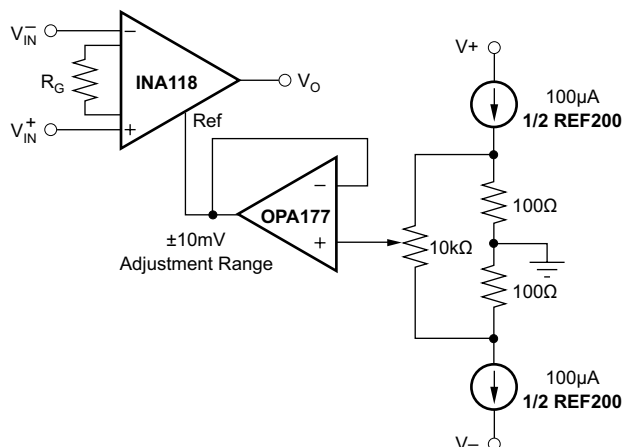 V⁻IN
−
RG
INA118
VO
V⁺IN
+
Ref
V+
100µA
1/2 REF200
−
OPA177
+
±10mV
Adjustment Range
10kΩ
100Ω
100Ω
100µA
1/2 REF200
V–